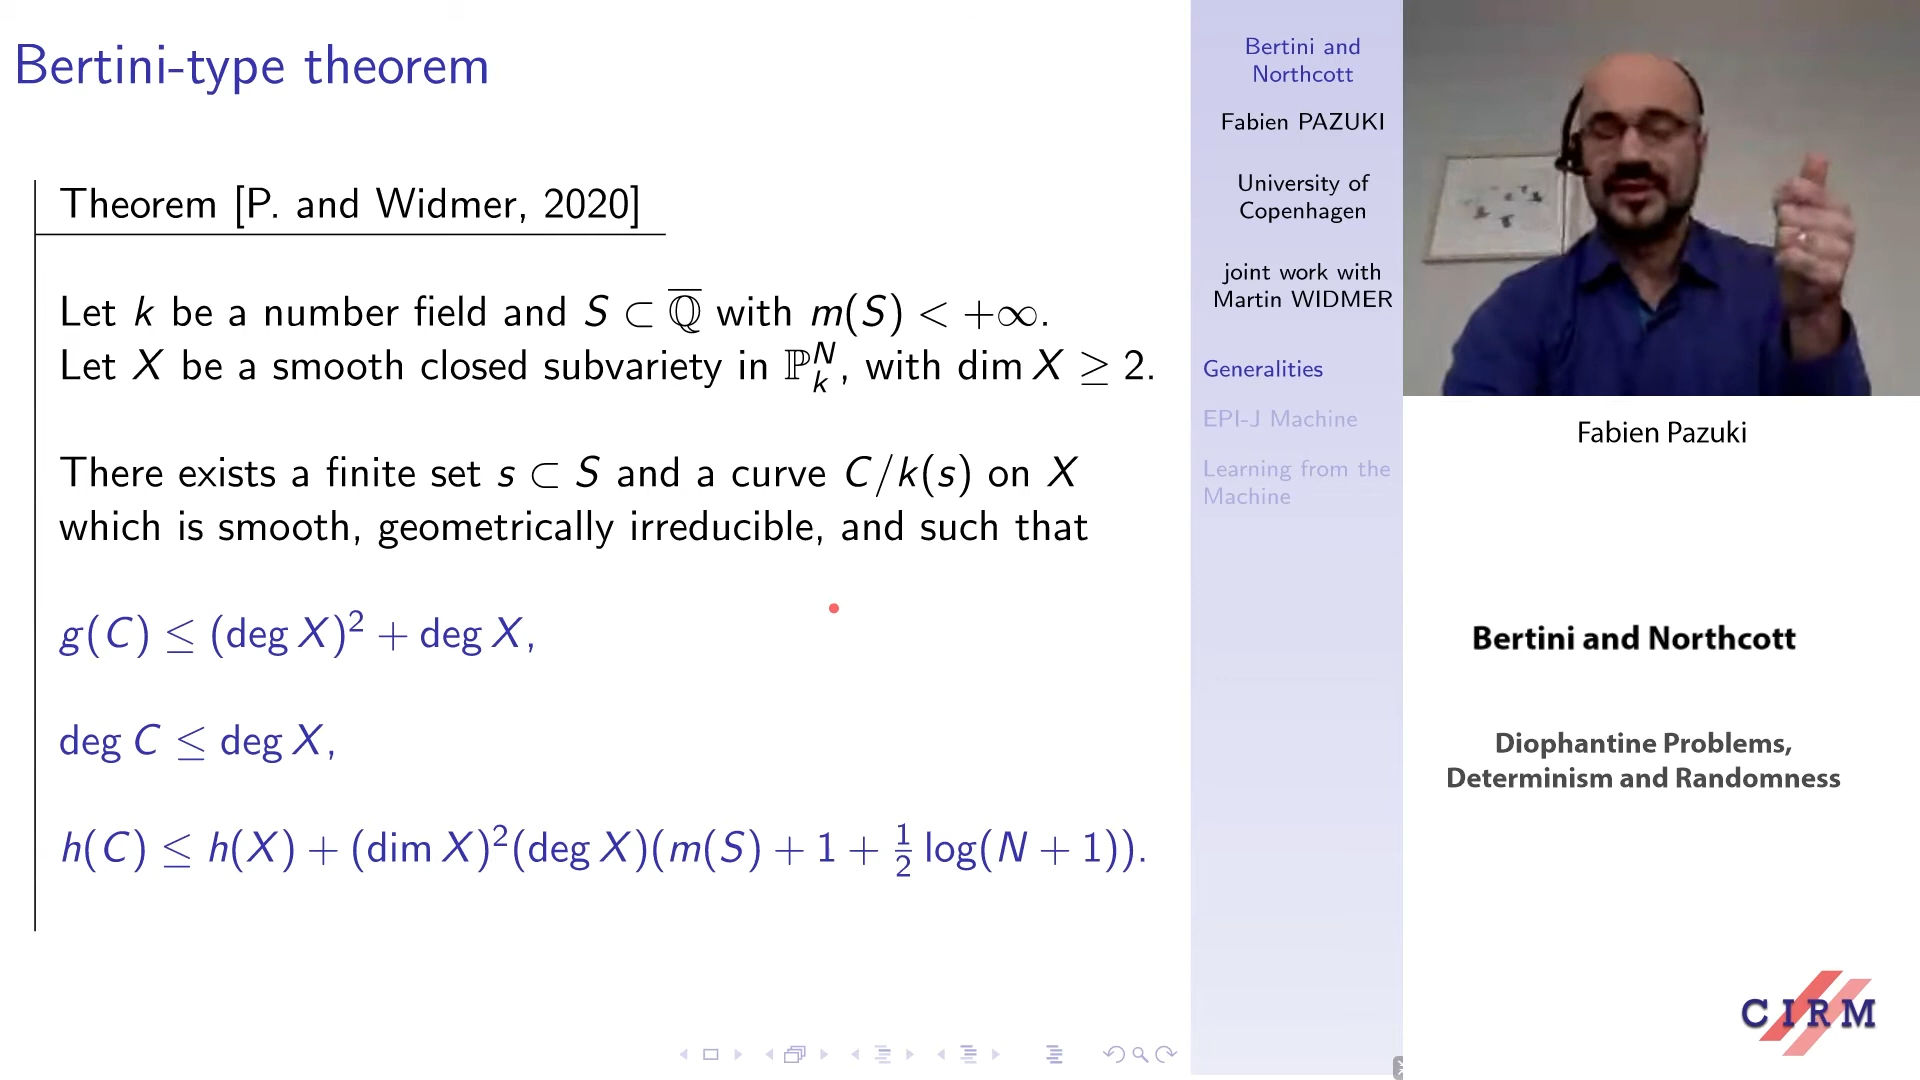 Bertini-type theorem
Theorem [P. and Widmer, 2020]
Let k be a number field and S ⊂ \overline{ℚ} with m(S) < +∞.
Let X be a smooth closed subvariety in ℙ_k^N, with dim X ≥ 2.
There exists a finite set s ⊂ S and a curve C/k(s) on X
which is smooth, geometrically irreducible, and such that
g(C) ≤ (deg X)² + deg X,
deg C ≤ deg X,
h(C) ≤ h(X) + (dim X)²(deg X)(m(S) + 1 + ½ log(N + 1)).
Bertini and
Northcott
Fabien PAZUKI
University of
Copenhagen
joint work with
Martin WIDMER
Generalities
EPI-J Machine
Learning from the
Machine
Fabien Pazuki
Bertini and Northcott
Diophantine Problems,
Determinism and Randomness
CIRM